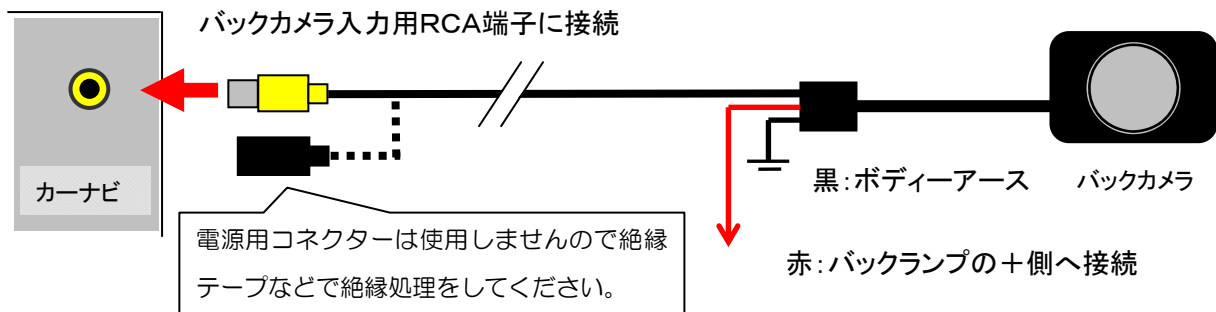 バックカメラ入力用RCA端子に接続
カーナビ
黒：ボディーアース
バックカメラ
電源用コネクターは使用しませんので絶縁
テープなどで絶縁処理をしてください。
赤：バックランプの＋側へ接続